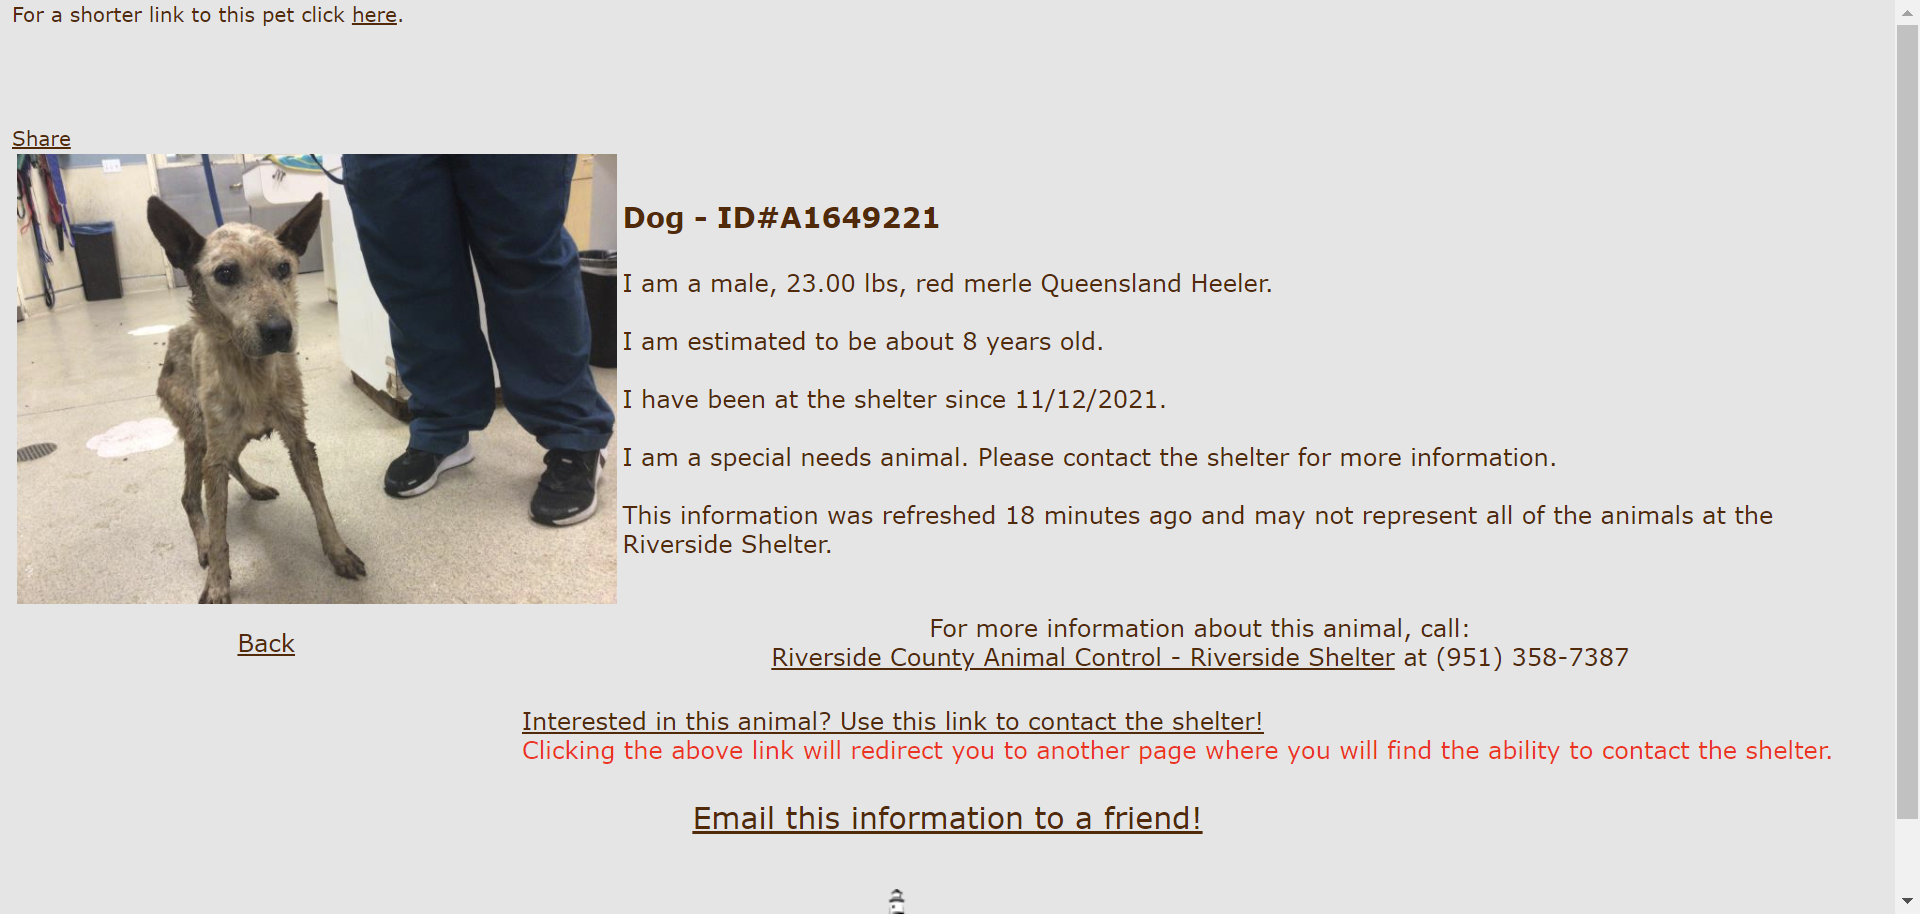 For a shorter link to this pet click here.
Share
Dog - ID#A1649221
I am a male, 23.00 lbs, red merle Queensland Heeler.
I am estimated to be about 8 years old.
I have been at the shelter since 11/12/2021.
I am a special needs animal. Please contact the shelter for more information.
This information was refreshed 18 minutes ago and may not represent all of the animals at the
Riverside Shelter.
Back
For more information about this animal, call:
Riverside County Animal Control - Riverside Shelter at (951) 358-7387
Interested in this animal? Use this link to contact the shelter!
Clicking the above link will redirect you to another page where you will find the ability to contact the shelter.
Email this information to a friend!